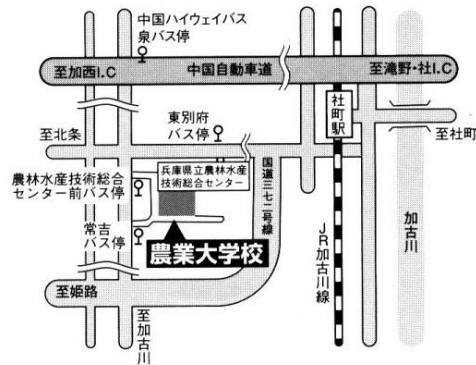 中国ハイウェイバス
泉バス停
至加西I.C
中国自動車道
至滝野・社I.C
社町駅
東別府
バス停
至北条
至社町
兵庫県立農林水産
技術総合センター
農林水産技術総合
センター前バス停
国道三七二号線
常吉
バス停
農業大学校
JR加古川線
加古川
至姫路
至加古川